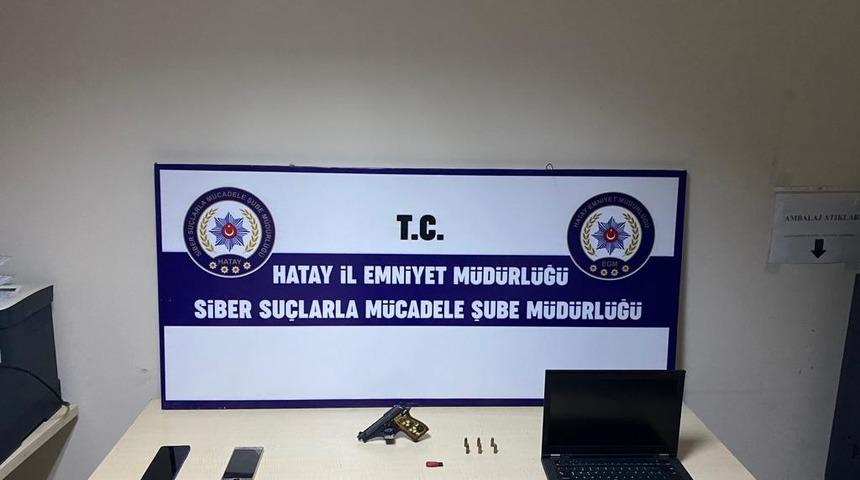 T.C.
HATAY İL EMNİYET MÜDÜRLÜĞÜ
SİBER SUÇLARLA MÜCADELE ŞUBE MÜDÜRLÜĞÜ
SİBER SUÇLARLA MÜCADELE ŞUBE MÜDÜRLÜĞÜ
HATAY
HATAY EMNİYET MÜDÜRLÜĞÜ
EGM
AMBALAJ ATIKLAR